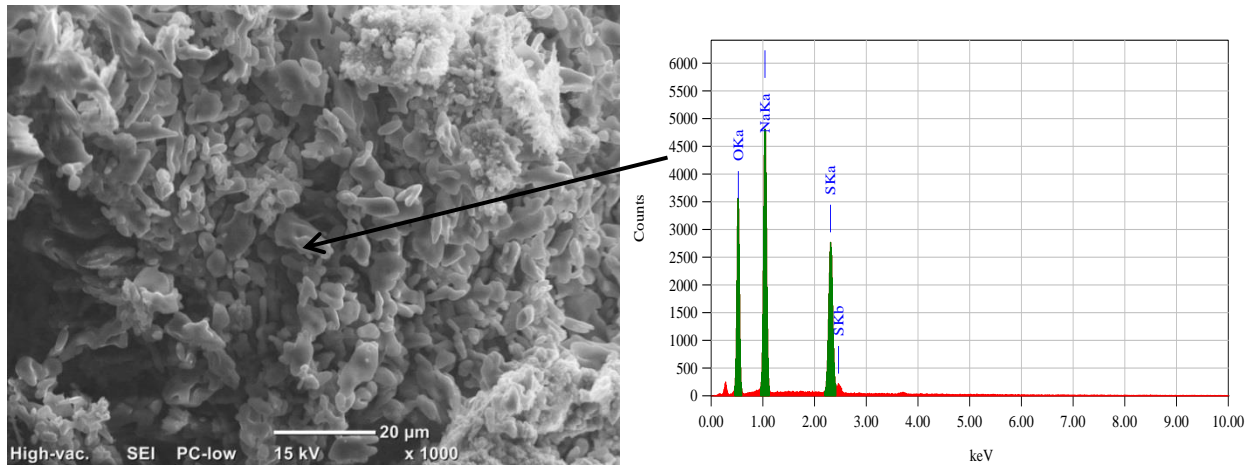 20 μm
High-vac. SEI PC-low 15 kV x 1000
6000
5500
5000
4500
4000
3500
3000
2500
2000
1500
1000
500
0
Counts
OKa
NaKa
SKa
SKb
0.00 1.00 2.00 3.00 4.00 5.00 6.00 7.00 8.00 9.00 10.00
keV